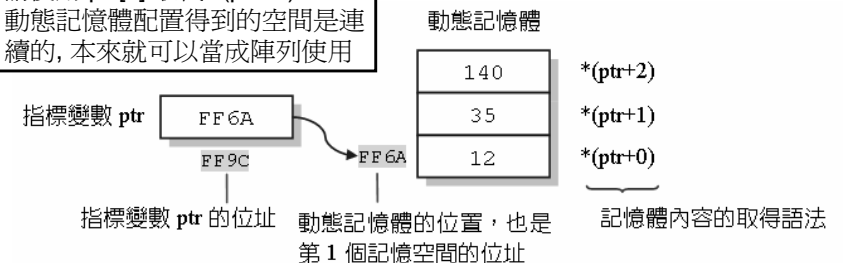 動態記憶體配置得到的空間是連
續的, 本來就可以當成陣列使用
動態記憶體
140
*(ptr+2)
指標變數 ptr
FF6A
35
*(ptr+1)
FF9C
FF6A
12
*(ptr+0)
指標變數 ptr 的位址
動態記憶體的位置，也是
第 1 個記憶空間的位址
記憶體內容的取得語法